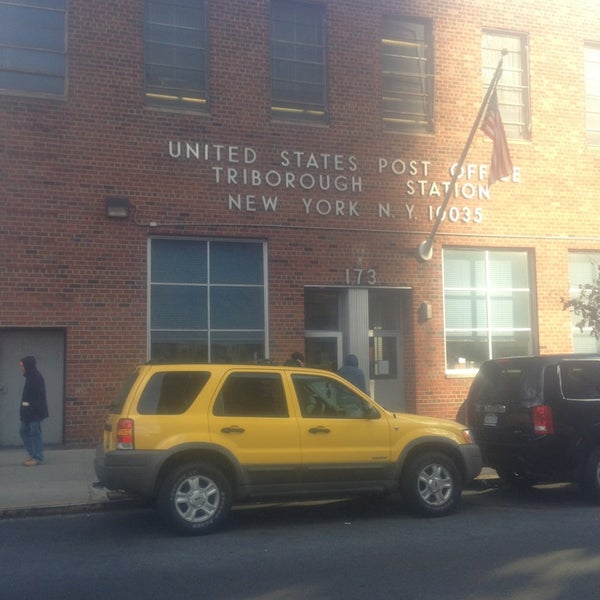 UNITED STATES POST OFFICE
TRIBOROUGH STATION
NEW YORK N.Y. 10035
173